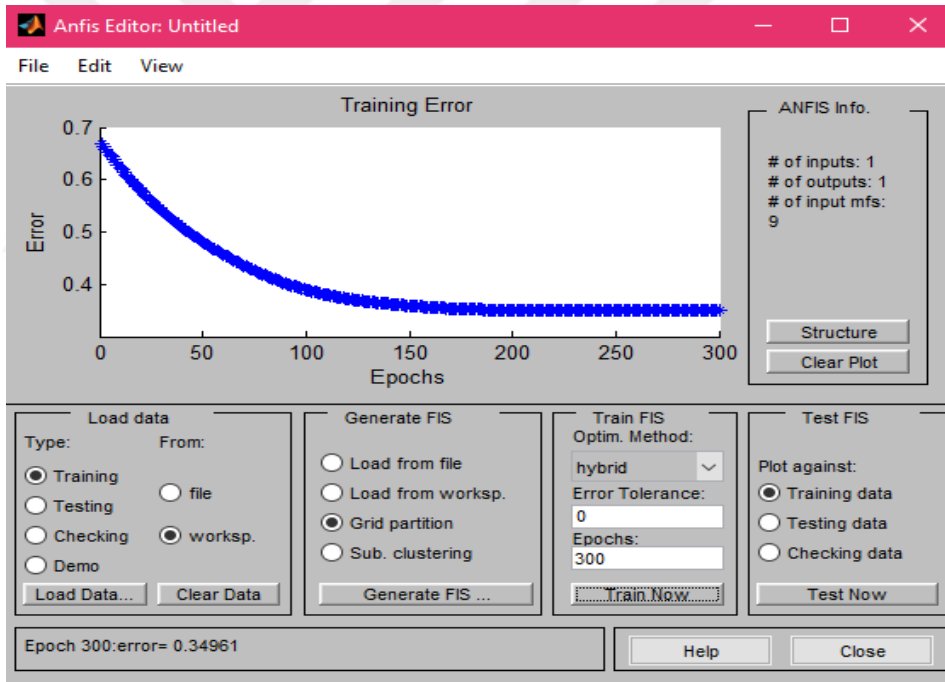 Anfis Editor: Untitled
File Edit View
Training Error
0.7
0.6
0.5
0.4
Error
0 50 100 150 200 250 300
Epochs
ANFIS Info.
# of inputs: 1
# of outputs: 1
# of input mfs:
9
Structure
Clear Plot
Load data
Type: From:
Training
file
Testing
Checking
worksp.
Demo
Load Data... Clear Data
Generate FIS
Load from file
Load from worksp.
Grid partition
Sub. clustering
Generate FIS ...
Train FIS
Optim. Method:
hybrid
Error Tolerance:
0
Epochs:
300
Train Now
Test FIS
Plot against:
Training data
Testing data
Checking data
Test Now
Epoch 300:error= 0.34961
Help Close